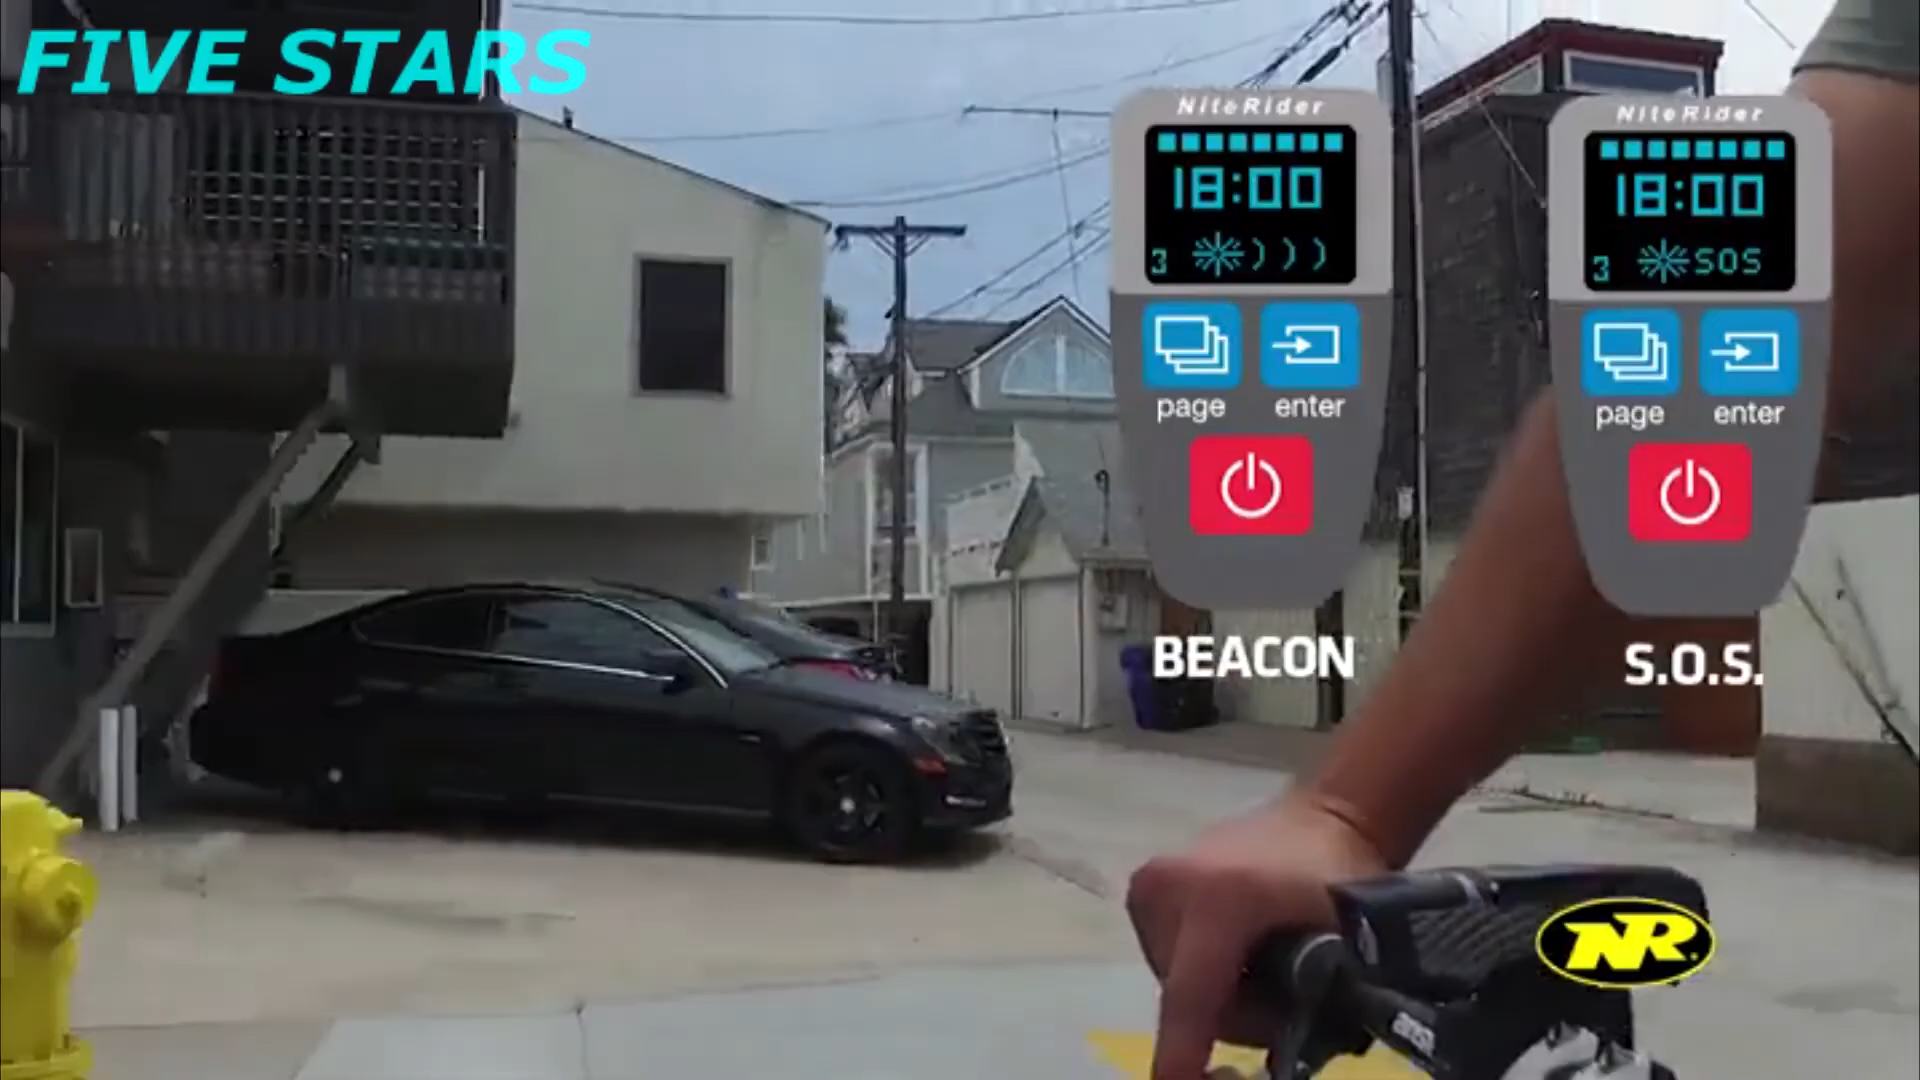 FIVE STARS
NiteRider
18:00
3
page enter
BEACON
NiteRider
18:00
3 SOS
page enter
S.O.S.
NR